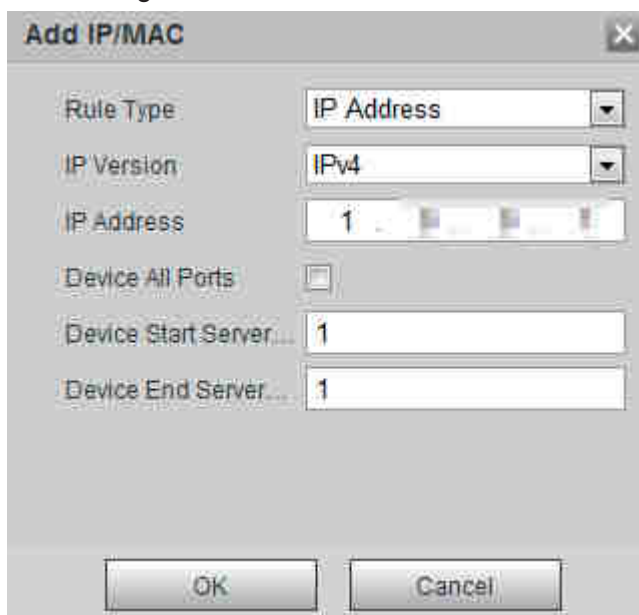 Add IP/MAC
Rule Type IP Address
IP Version IPv4
IP Address 1 .
Device All Ports
Device Start Server... 1
Device End Server... 1
OK Cancel